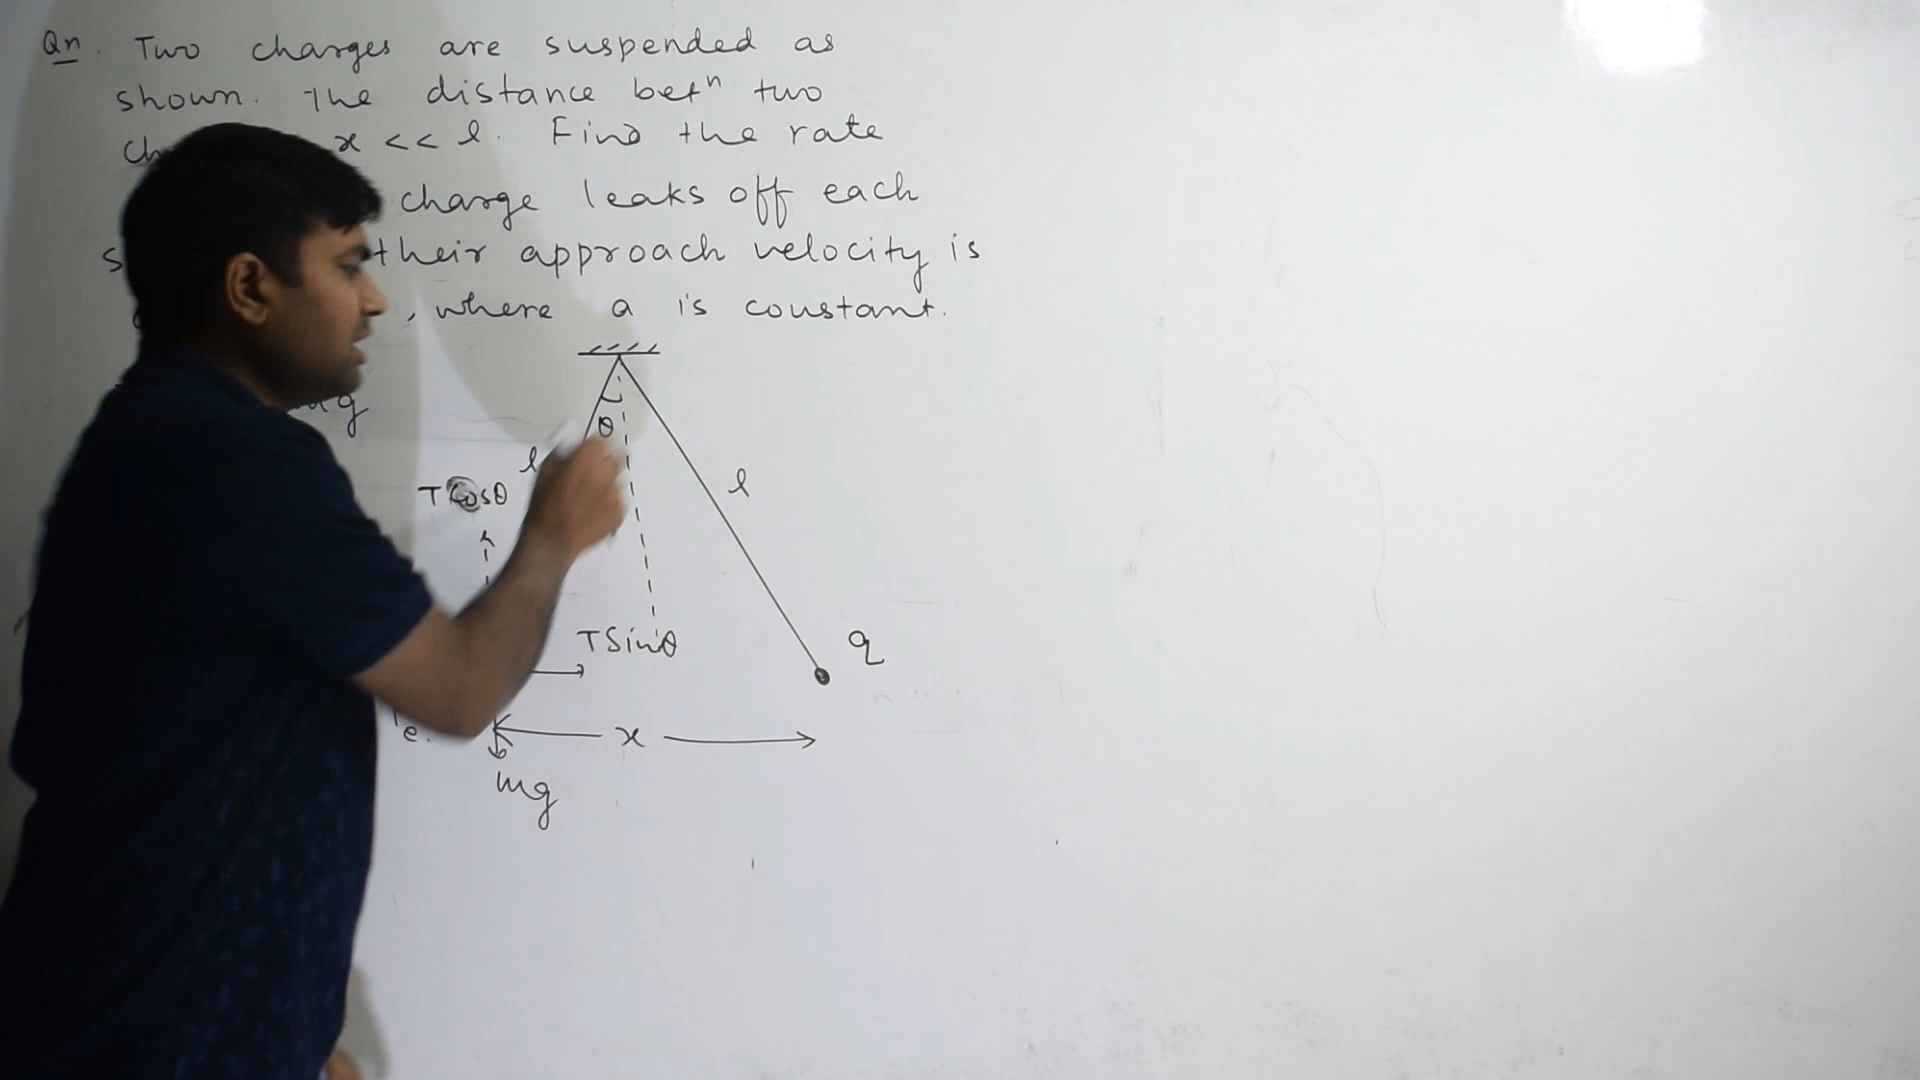 Qn. Two charges are suspended as
shown. The distance betn two
x << l. Find the rate
charge leaks off each
their approach velocity is
, where a is constant.
mg
θ
l
l
T Cosθ
T Sinθ
q
x
e.
mg